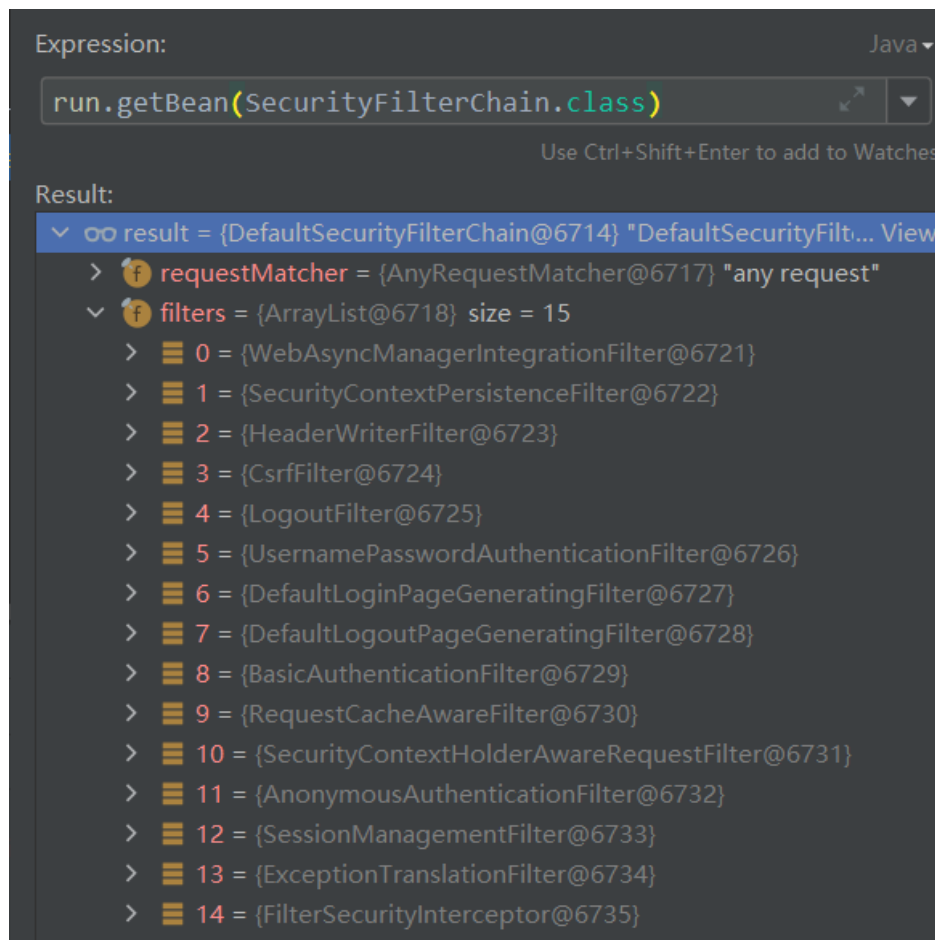 Expression:
Java
run.getBean(SecurityFilterChain.class)
Use Ctrl+Shift+Enter to add to Watches
Result:
result = {DefaultSecurityFilterChain@6714} "DefaultSecurityFilt... View
f requestMatcher = {AnyRequestMatcher@6717} "any request"
f filters = {ArrayList@6718} size = 15
0 = {WebAsyncManagerIntegrationFilter@6721}
1 = {SecurityContextPersistenceFilter@6722}
2 = {HeaderWriterFilter@6723}
3 = {CsrfFilter@6724}
4 = {LogoutFilter@6725}
5 = {UsernamePasswordAuthenticationFilter@6726}
6 = {DefaultLoginPageGeneratingFilter@6727}
7 = {DefaultLogoutPageGeneratingFilter@6728}
8 = {BasicAuthenticationFilter@6729}
9 = {RequestCacheAwareFilter@6730}
10 = {SecurityContextHolderAwareRequestFilter@6731}
11 = {AnonymousAuthenticationFilter@6732}
12 = {SessionManagementFilter@6733}
13 = {ExceptionTranslationFilter@6734}
14 = {FilterSecurityInterceptor@6735}